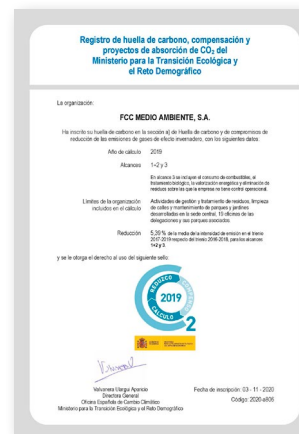 Registro de huella de carbono, compensación y
proyectos de absorción de CO₂ del
Ministerio para la Transición Ecológica y
el Reto Demográfico
La organización:
FCC MEDIO AMBIENTE, S.A.
Ha inscrito su huella de carbono en la sección a) de Huella de carbono y de compromisos de
reducción de las emisiones de gases de efecto invernadero, con los siguientes datos:
Año de cálculo 2019
Alcances 1+2 y 3
En alcance 3 se incluye el consumo de combustibles, el
tratamiento biológico, la valorización energética y eliminación de
residuos sobre las que la empresa no tiene control operacional.
Límites de la organización incluidos en el cálculo
Actividades de gestión y tratamiento de residuos, limpieza
de calles y mantenimiento de parques y jardines
desarrolladas en la sede central, 13 oficinas de las
delegaciones y sus parques asociados.
Reducción 5,20 % de la media de la intensidad de emisión en el trienio
2017-2019 respecto del trienio 2016-2018, para los alcances
1+2 y 3.
y se le otorga el derecho al uso del siguiente sello:
REDUZCO
COMPENSO
CALCULO
2019
2
Valvanera Ulargui Aparicio
Directora General
Oficina Española de Cambio Climático
Ministerio para la Transición Ecológica y el Reto Demográfico
Fecha de inscripción: 03 - 11 - 2020
Código: 2020-a806